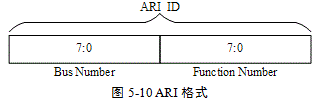 ARI ID
7:0 7:0
Bus Number Function Number
图 5-10 ARI 格式